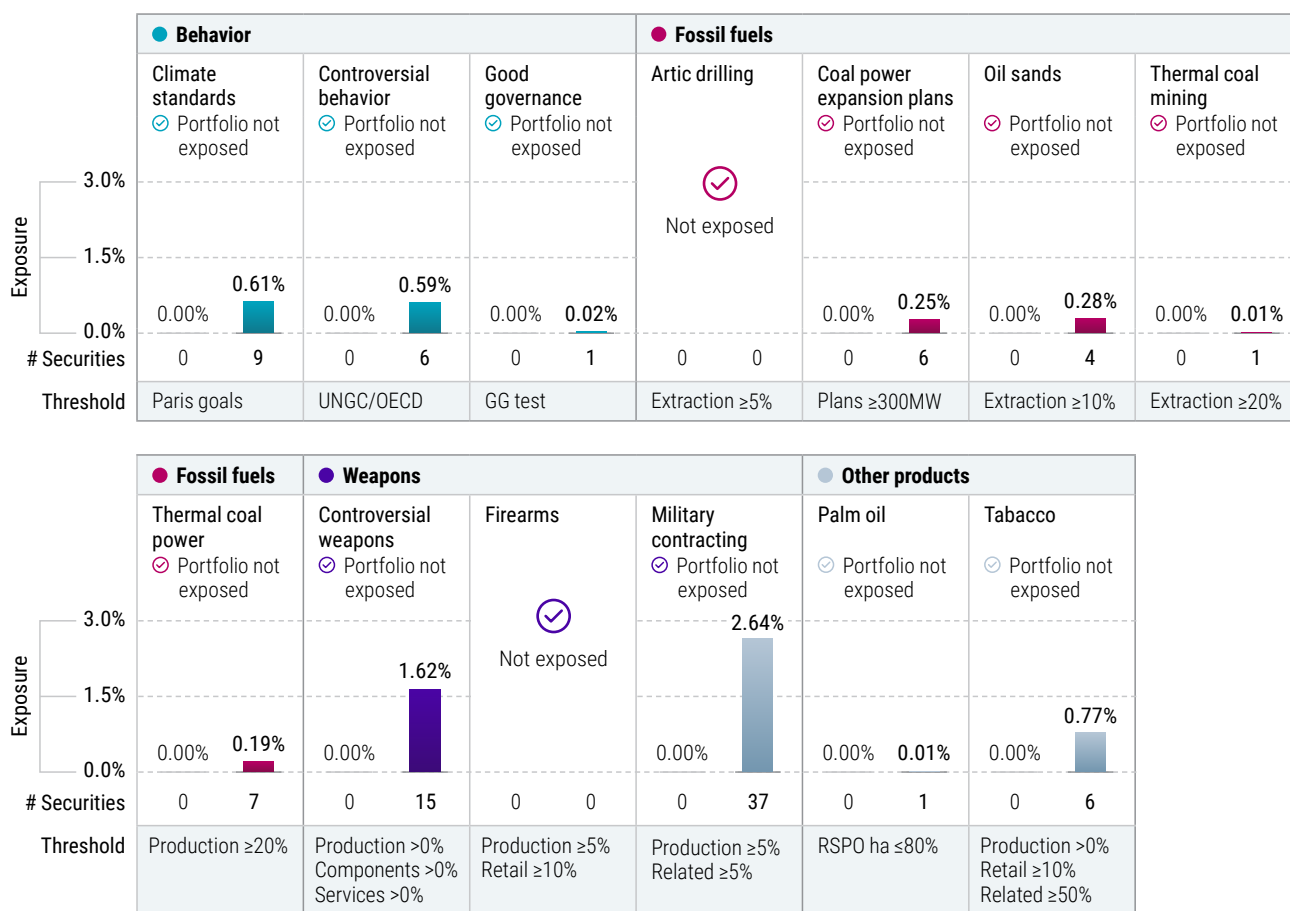 Behavior
Fossil fuels
Climate standards
Portfolio not exposed
Controversial behavior
Portfolio not exposed
Good governance
Portfolio not exposed
Artic drilling
Not exposed
Coal power expansion plans
Portfolio not exposed
Oil sands
Portfolio not exposed
Thermal coal mining
Portfolio not exposed
Exposure
3.0%
1.5%
0.0%
0.00% 0.61% 0.00% 0.59% 0.00% 0.02% 0.00% 0.25% 0.00% 0.28% 0.00% 0.01%
# Securities 0 9 0 6 0 1 0 0 0 6 0 4 0 1
Threshold Paris goals UNGC/OECD GG test Extraction ≥5% Plans ≥300MW Extraction ≥10% Extraction ≥20%
Fossil fuels
Weapons
Other products
Thermal coal power
Portfolio not exposed
Controversial weapons
Portfolio not exposed
Firearms
Not exposed
Military contracting
Portfolio not exposed
Palm oil
Portfolio not exposed
Tabacco
Portfolio not exposed
Exposure
3.0%
1.5%
0.0%
0.00% 0.19% 0.00% 1.62% 0.00% 2.64% 0.00% 0.01% 0.00% 0.77%
# Securities 0 7 0 15 0 0 0 37 0 1 0 6
Threshold
Production ≥20%
Production >0%
Components >0%
Services >0%
Production ≥5%
Retail ≥10%
Production ≥5%
Related ≥5%
RSPO ha ≤80%
Production >0%
Retail ≥10%
Related ≥50%